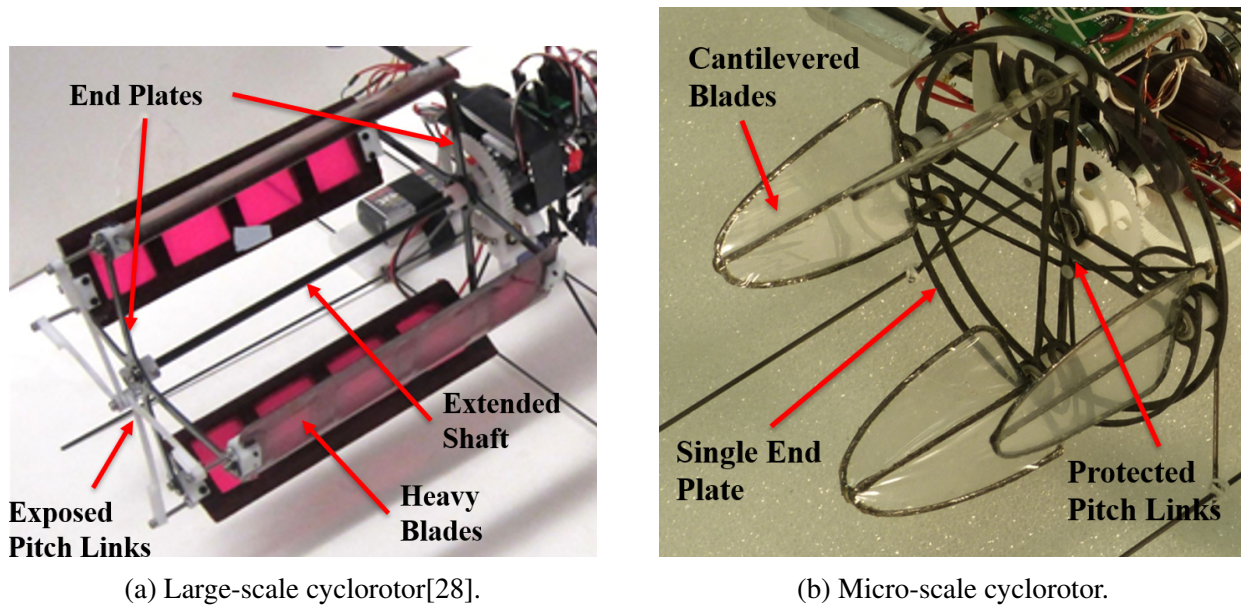 End Plates
Extended
Shaft
Heavy
Blades
Exposed
Pitch Links
(a) Large-scale cyclorotor[28].
Cantilevered
Blades
Single End
Plate
Protected
Pitch Links
(b) Micro-scale cyclorotor.